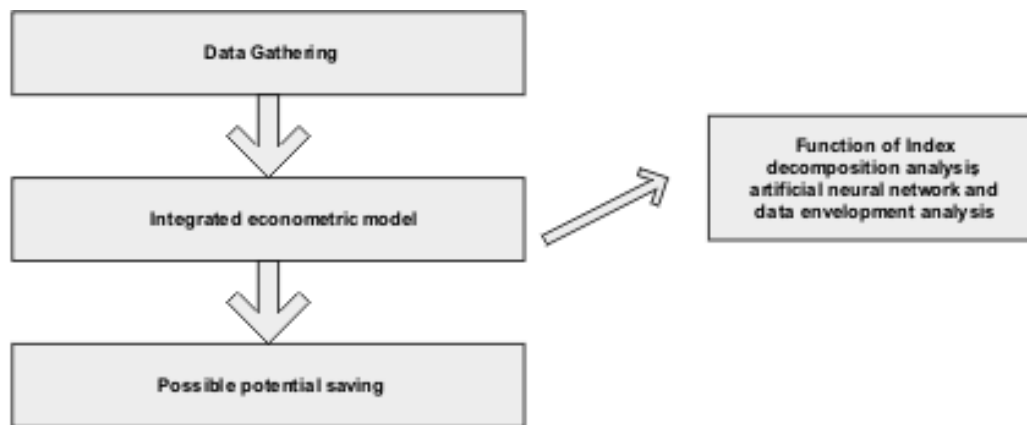 Data Gathering
Integrated econometric model
Possible potential saving
Function of Index
decomposition analysis,
artificial neural network and
data envelopment analysis